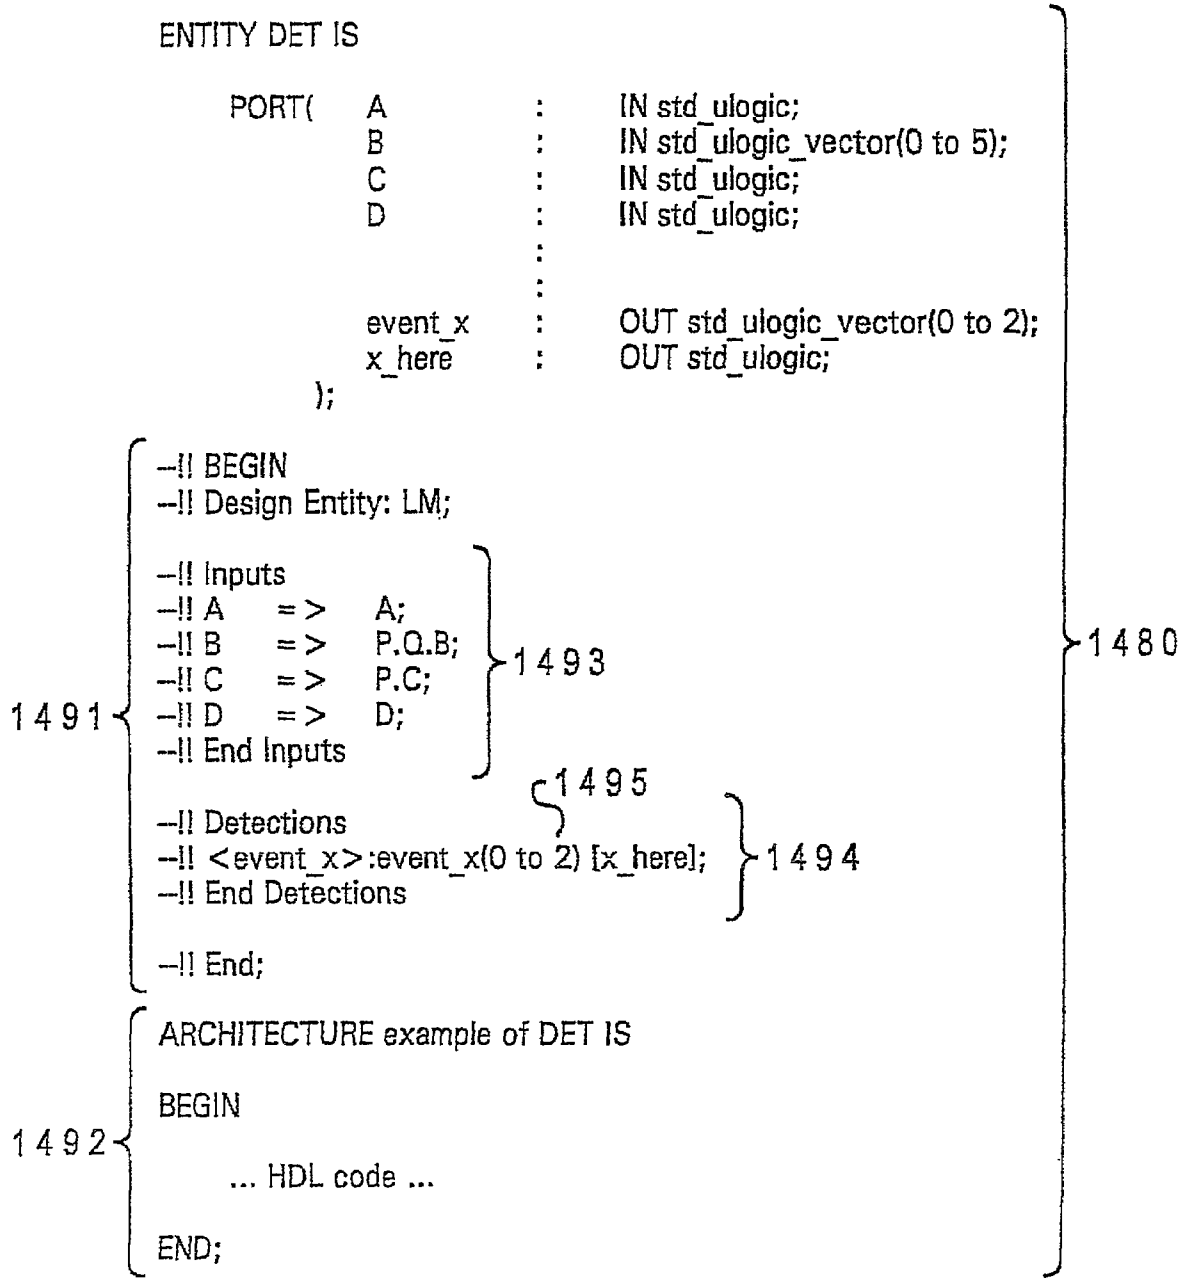 ENTITY DET IS
PORT( A : IN std_ulogic;
B : IN std_ulogic_vector(0 to 5);
C : IN std_ulogic;
D : IN std_ulogic;
:
:
event_x : OUT std_ulogic_vector(0 to 2);
x_here : OUT std_ulogic;
);
--!! BEGIN
--!! Design Entity: LM;
--!! Inputs
--!! A => A;
--!! B => P.Q.B;
--!! C => P.C;
--!! D => D;
--!! End Inputs
1493
1480
1491
1495
--!! Detections
--!! <event_x>:event_x(0 to 2) [x_here];
--!! End Detections
1494
--!! End;
ARCHITECTURE example of DET IS
BEGIN
1492
... HDL code ...
END;